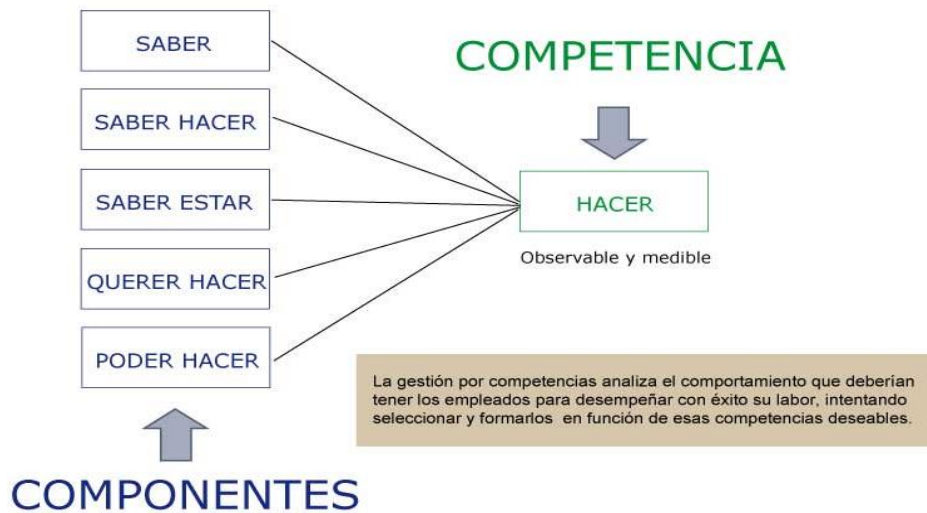 SABER
SABER HACER
SABER ESTAR
QUERER HACER
PODER HACER
COMPONENTES
COMPETENCIA
HACER
Observable y medible
La gestión por competencias analiza el comportamiento que deberían
tener los empleados para desempeñar con éxito su labor, intentando
seleccionar y formarlos en función de esas competencias deseables.